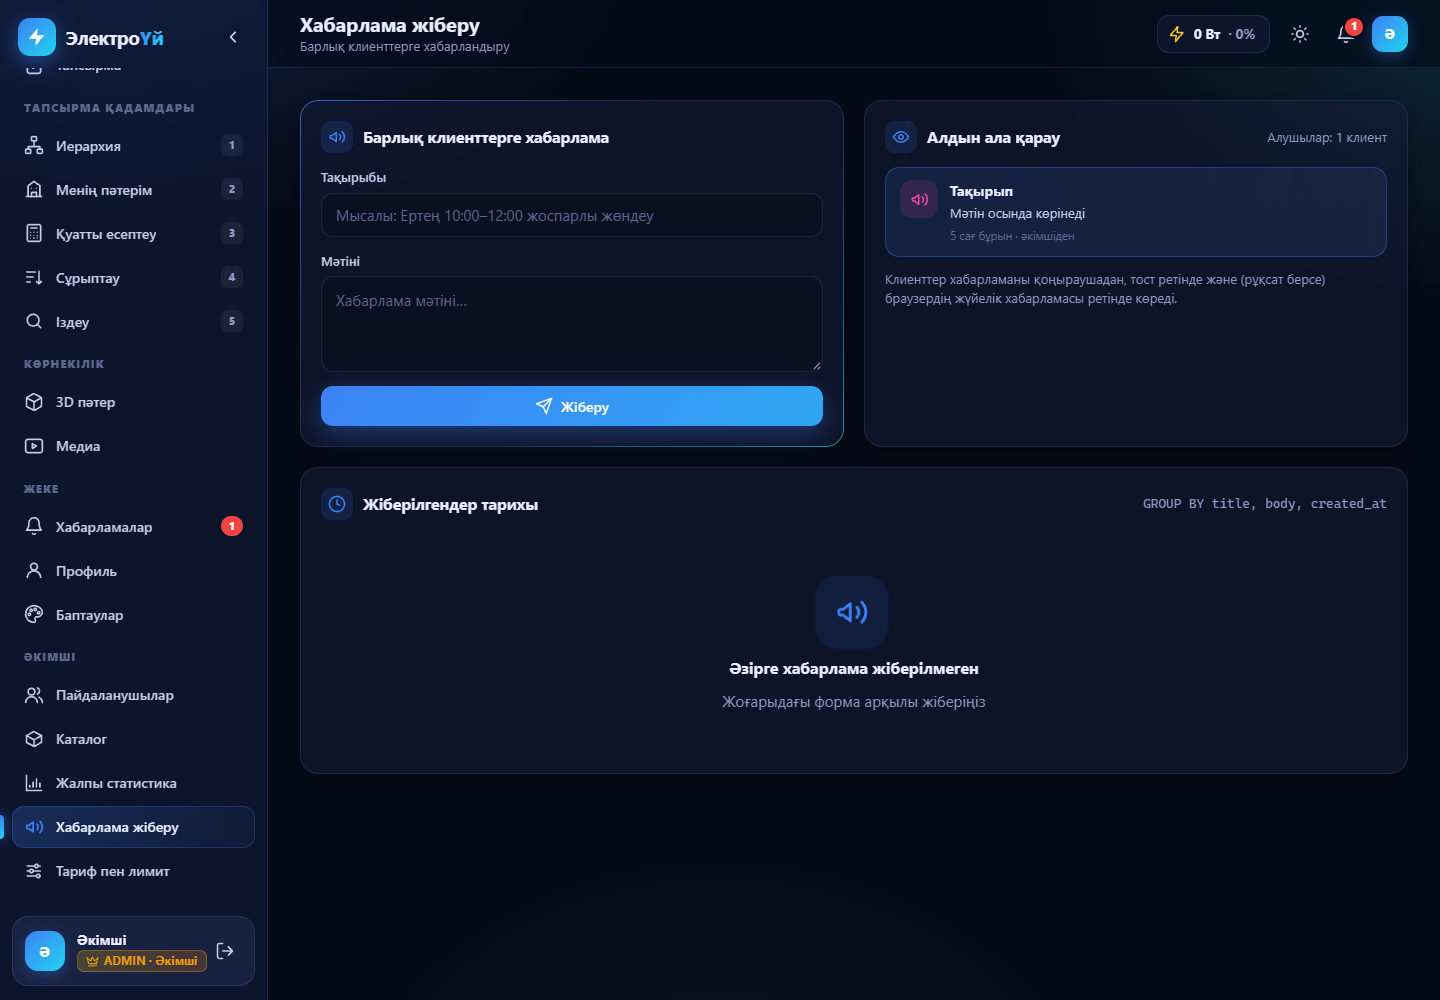 ЭлектроҮй
Тапсырма
ТАПСЫРМА ҚАДАМДАРЫ
Иерархия 1
Менің пәтерім 2
Қуатты есептеу 3
Сұрыптау 4
Іздеу 5
КӨРНЕКІЛІК
3D пәтер
Медиа
ЖЕКЕ
Хабарламалар 1
Профиль
Баптаулар
ӘКІМШІ
Пайдаланушылар
Каталог
Жалпы статистика
Хабарлама жіберу
Тариф пен лимит
Ә
Әкімші
ADMIN · Әкімші
Хабарлама жіберу
Барлық клиенттерге хабарландыру
0 Вт · 0%
1
Ә
Барлық клиенттерге хабарлама
Тақырыбы
Мысалы: Ертең 10:00–12:00 жоспарлы жөндеу
Мәтіні
Хабарлама мәтіні...
Жіберу
Алдын ала қарау
Алушылар: 1 клиент
Тақырып
Мәтін осында көрінеді
5 сағ бұрын · әкімшіден
Клиенттер хабарламаны қоңыраушадан, тост ретінде және (рұқсат берсе)
браузердің жүйелік хабарламасы ретінде көреді.
Жіберілгендер тарихы
GROUP BY title, body, created_at
Әзірге хабарлама жіберілмеген
Жоғарыдағы форма арқылы жіберіңіз